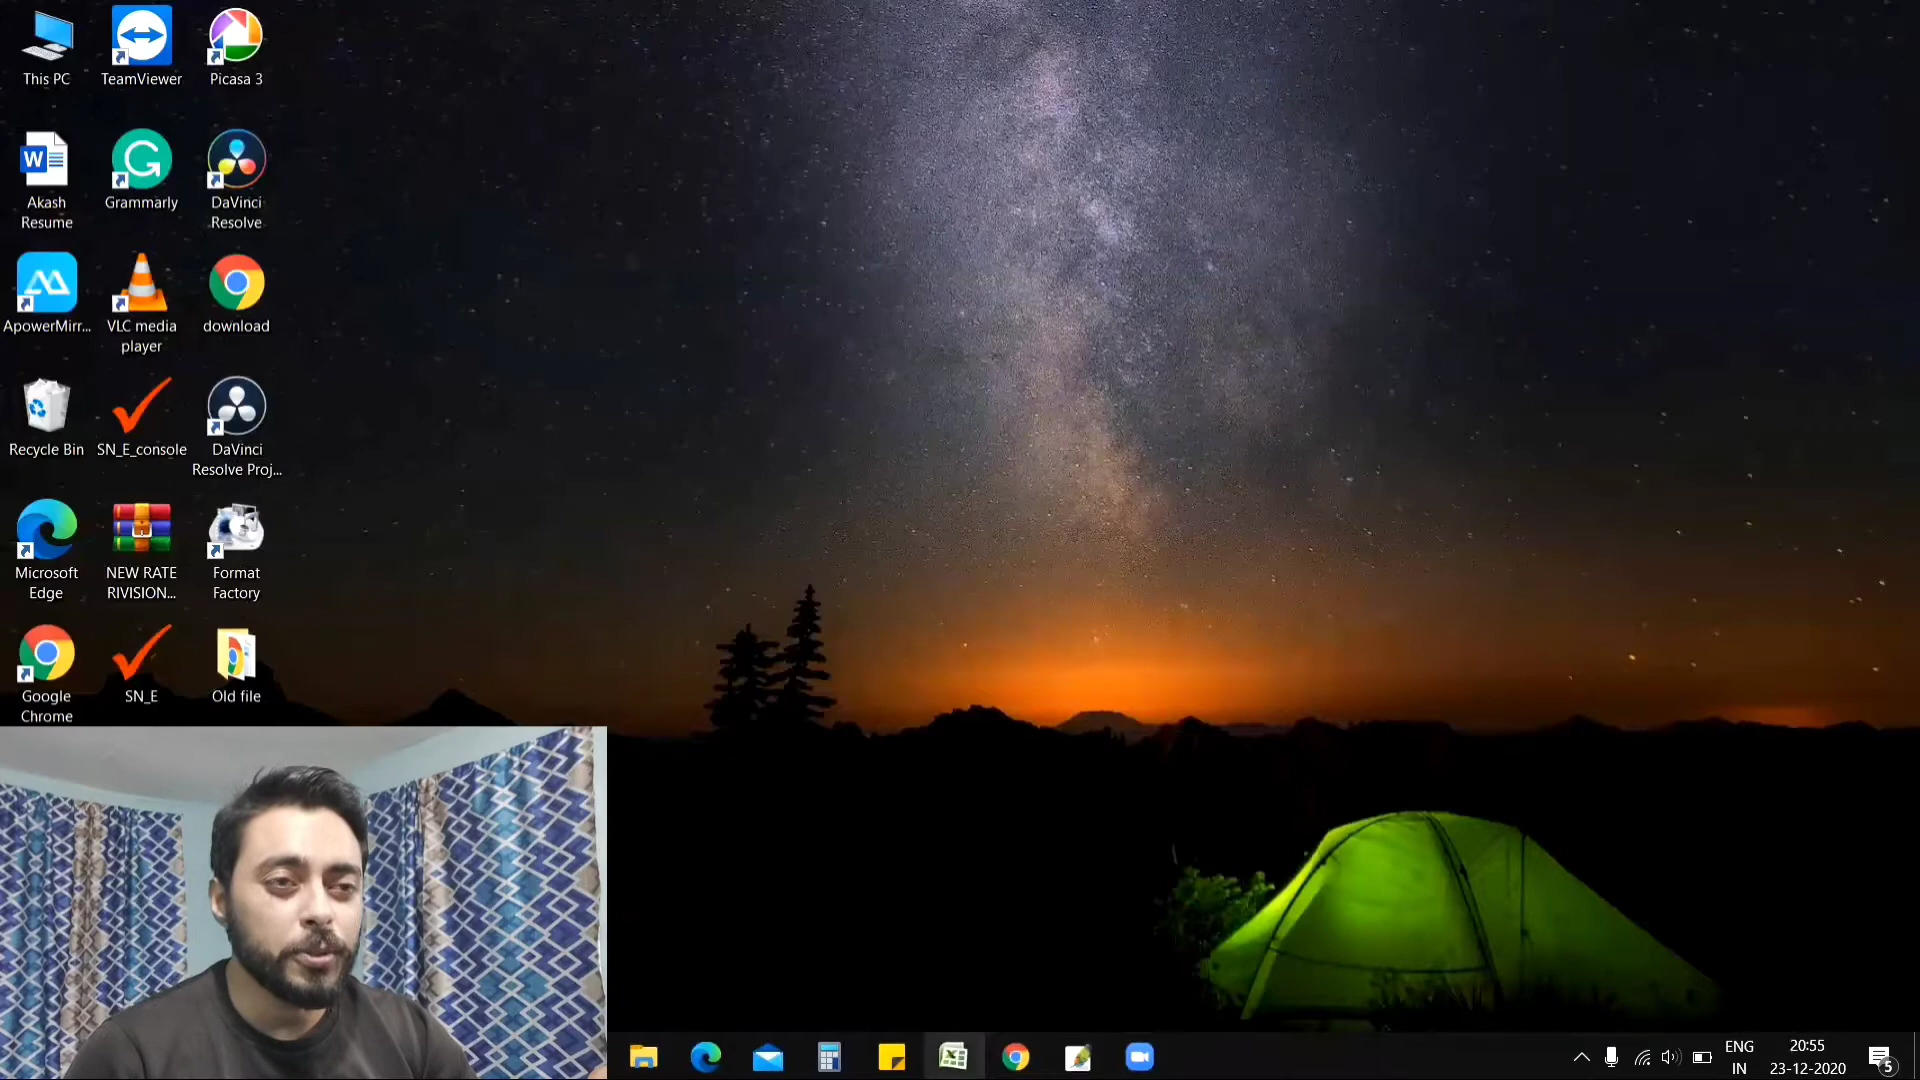 This PC
TeamViewer
Picasa 3
Akash
Resume
Grammarly
DaVinci
Resolve
ApowerMirr...
VLC media
player
download
Recycle Bin
SN_E_console
DaVinci
Resolve Proj...
Microsoft
Edge
NEW RATE
RIVISION...
Format
Factory
Google
Chrome
SN_E
Old file
ENG
IN
20:55
23-12-2020
5